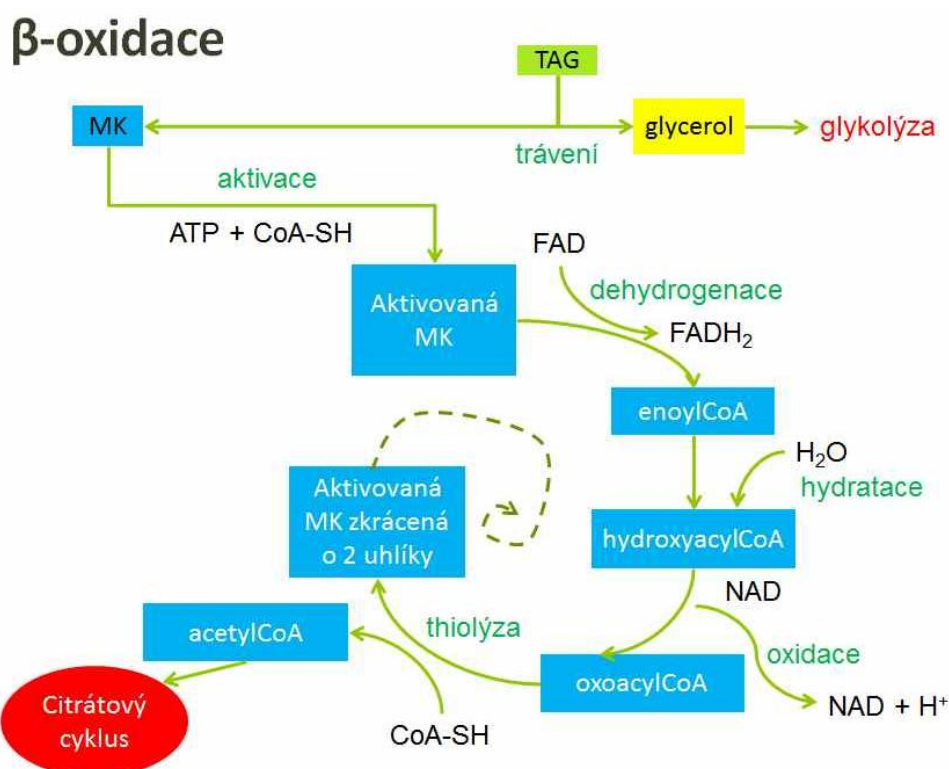 β-oxidace
TAG
MK
glycerol
glykolýza
trávení
aktivace
ATP + CoA-SH
FAD
dehydrogenace
Aktivovaná
MK
FADH₂
enoylCoA
H₂O
hydratace
Aktivovaná
MK zkrácená
o 2 uhlíky
hydroxyacylCoA
NAD
acetylCoA
thiolýza
oxidace
oxoacylCoA
Citrátový
cyklus
CoA-SH
NAD + H⁺